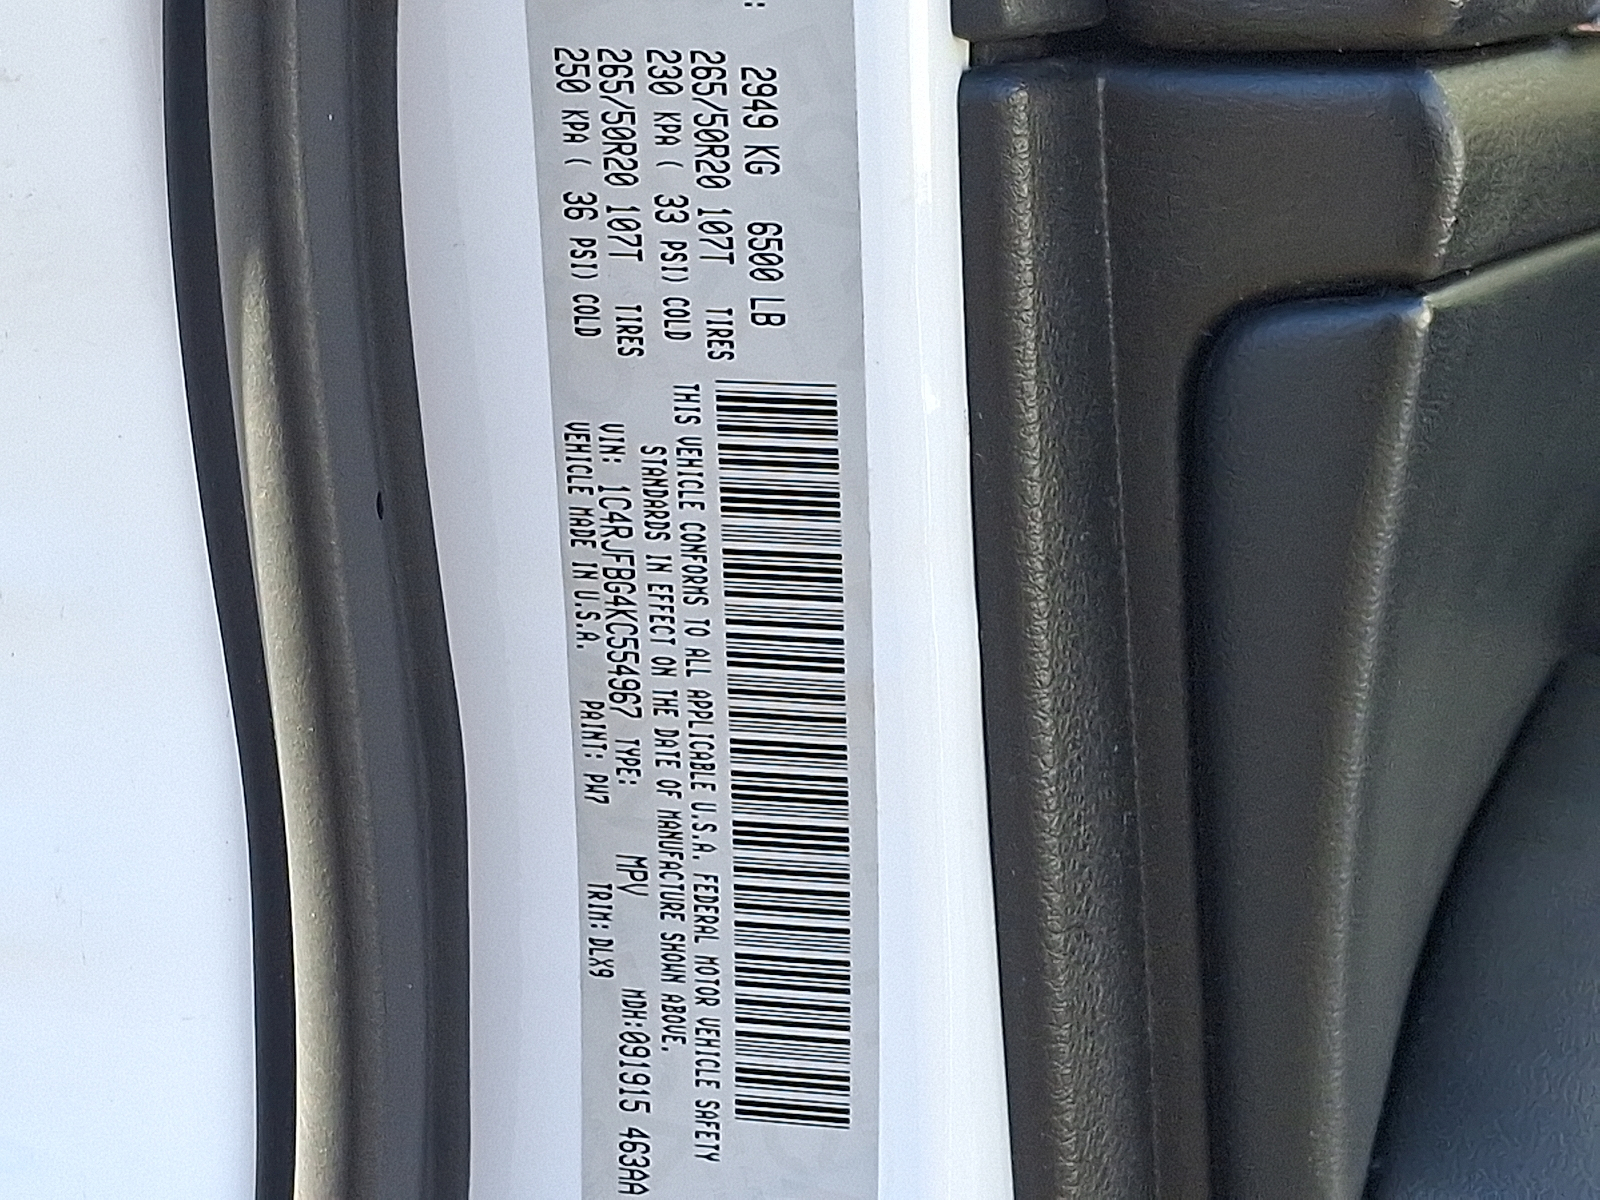 : 2949 KG 6500 LB
265/50R20 107T TIRES
230 KPA ( 33 PSI) COLD
265/50R20 107T TIRES
250 KPA ( 36 PSI) COLD
THIS VEHICLE CONFORMS TO ALL APPLICABLE U.S.A. FEDERAL MOTOR VEHICLE SAFETY
STANDARDS IN EFFECT ON THE DATE OF MANUFACTURE SHOWN ABOVE.
VIN: 1C4RJFBG4KC554967 TYPE: MPV MDH:091915 463AA
VEHICLE MADE IN U.S.A. PAINT: PW7 TRIM: DLX9